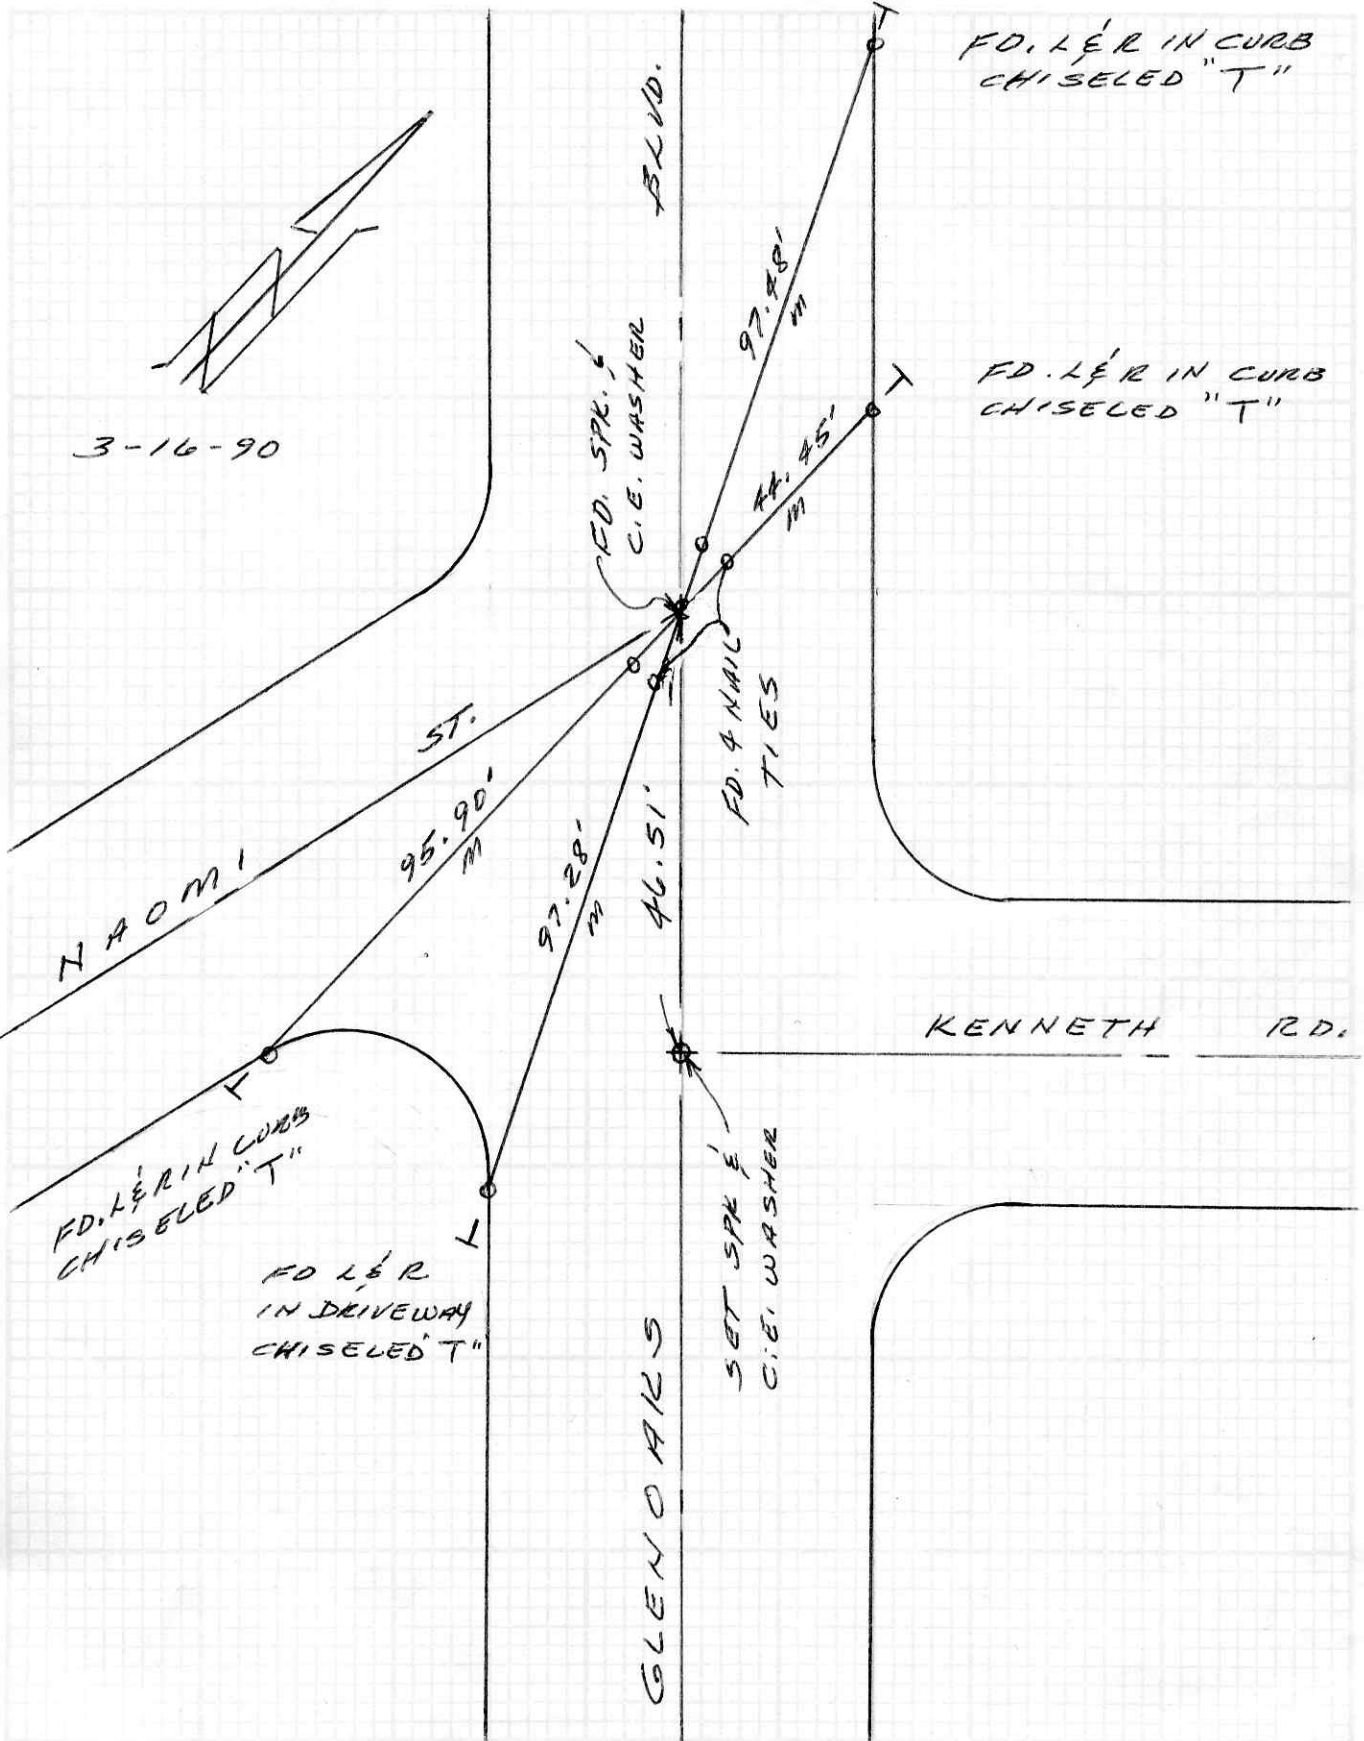 FD. L & R IN CURB
CHISELED "T"
T
BLVD.
N
3-16-90
FD. SPK. &
C.E. WASHER
97.48'
M
FD. L & R IN CURB
CHISELED "T"
T
44.45'
M
FD. 4 NAIL
TIES
NAOMI ST.
95.90'
M
97.28'
M
46.51'
KENNETH RD.
T
FD. L & R IN CURB
CHISELED "T"
T
FD L & R
IN DRIVEWAY
CHISELED "T"
SET SPK &
C.E. WASHER
GLENOAKS